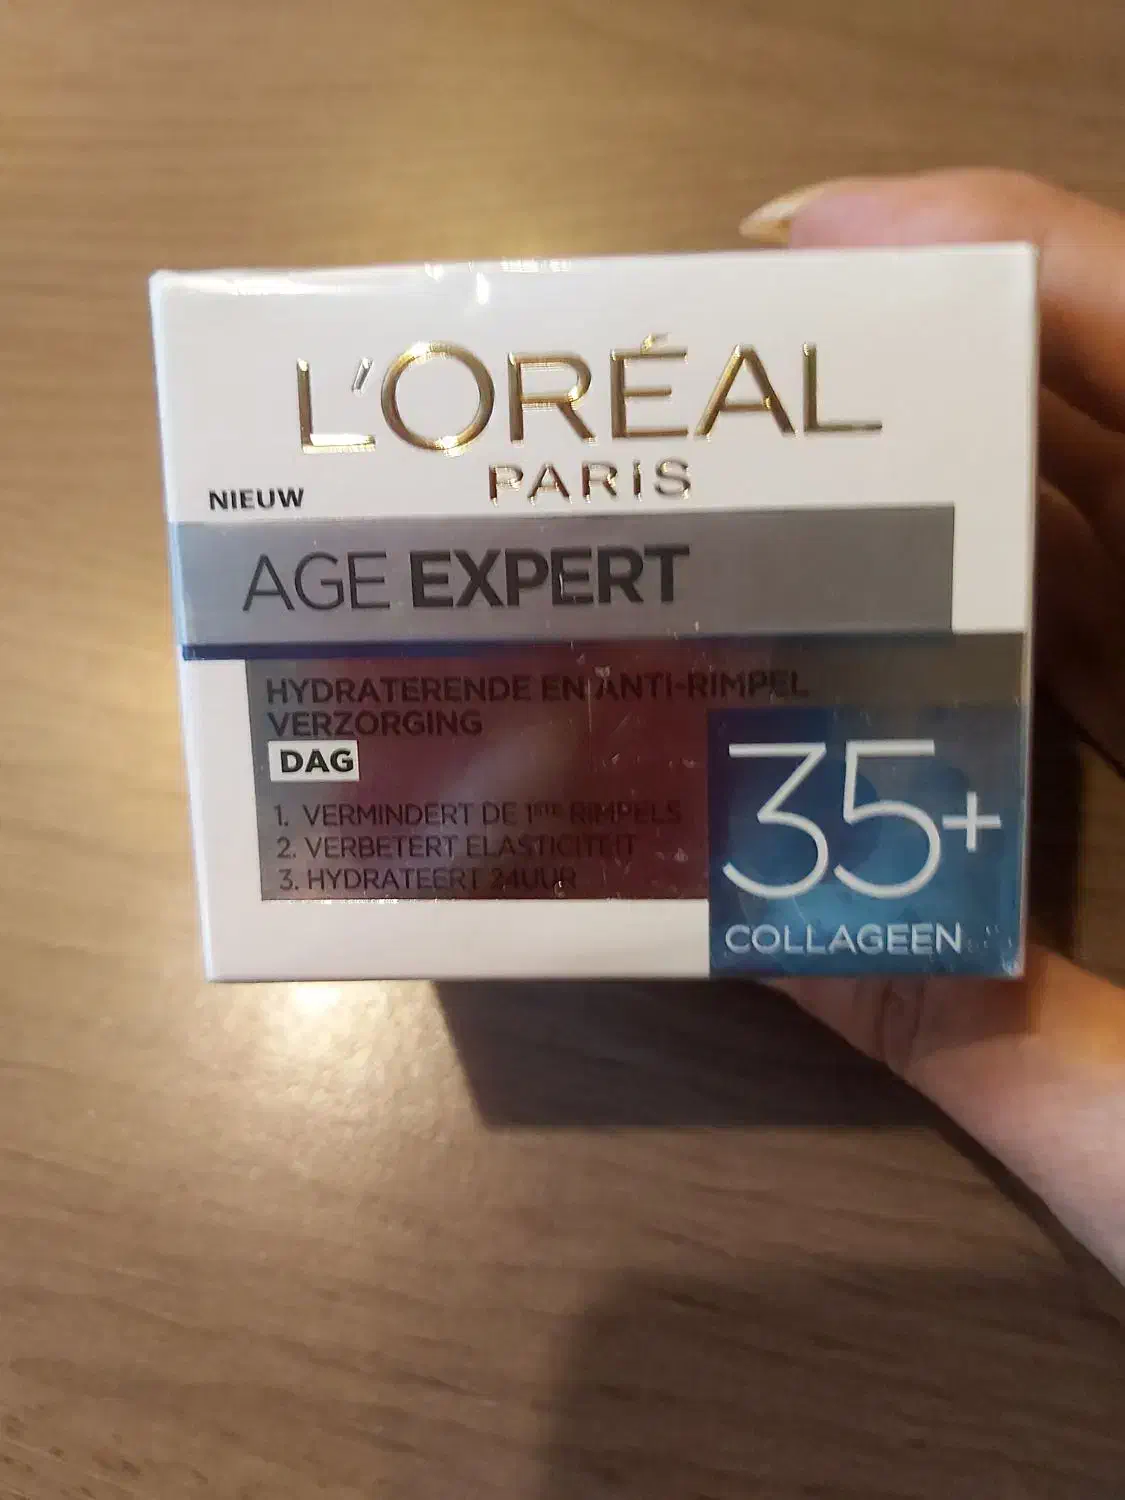 L'ORÉAL
PARIS
NIEUW
AGE EXPERT
HYDRATERENDE EN ANTI-RIMPEL
VERZORGING
DAG
1. VERMINDERT DE 1STE RIMPELS
2. VERBETERT ELASTICITEIT
3. HYDRATEERT 24UUR
35+
COLLAGEEN